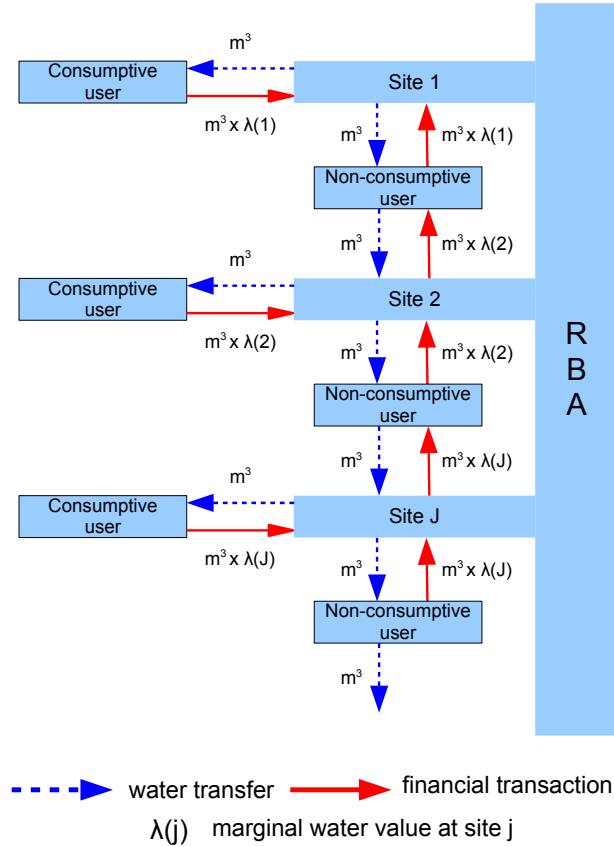 m³
Consumptive
user
Site 1
m³ x λ(1)
m³
m³ x λ(1)
Non-consumptive
user
m³
m³ x λ(2)
m³
Consumptive
user
Site 2
m³ x λ(2)
m³
m³ x λ(2)
Non-consumptive
user
m³
m³ x λ(J)
m³
Consumptive
user
Site J
m³ x λ(J)
m³
m³ x λ(J)
Non-consumptive
user
m³
R
B
A
water transfer
financial transaction
λ(j) marginal water value at site j